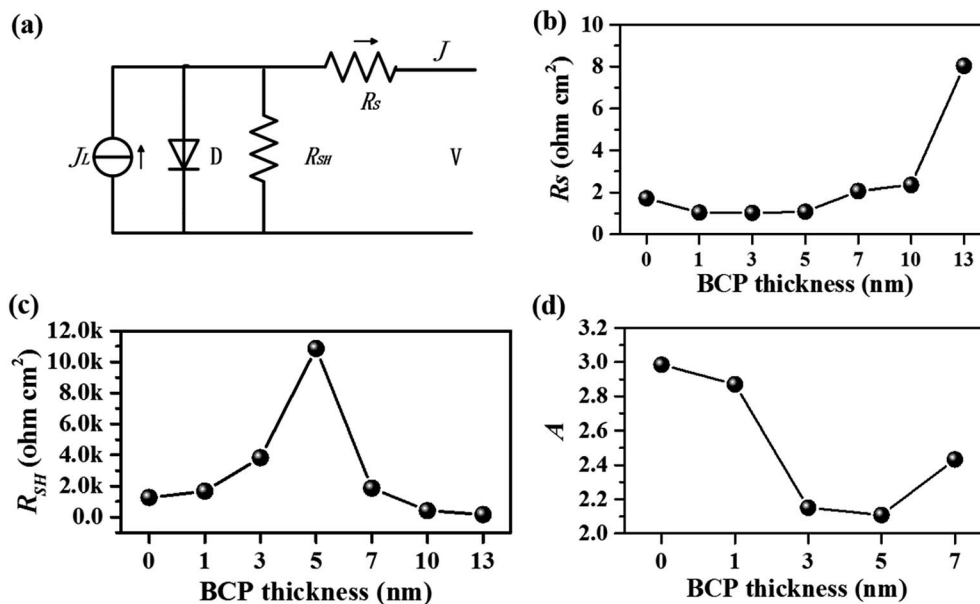 (a)
J
Rs
JL
D
RSH
V
(b)
Rs (ohm cm²)
10
8
6
4
2
0
0 1 3 5 7 10 13
BCP thickness (nm)
(c)
RSH (ohm cm²)
12.0k
10.0k
8.0k
6.0k
4.0k
2.0k
0.0
0 1 3 5 7 10 13
BCP thickness (nm)
(d)
A
3.2
3.0
2.8
2.6
2.4
2.2
2.0
0 1 3 5 7
BCP thickness (nm)